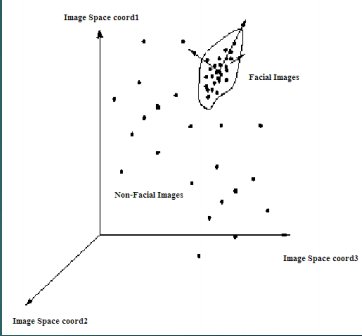 Image Space coord1
Facial Images
Non-Facial Images
Image Space coord3
Image Space coord2